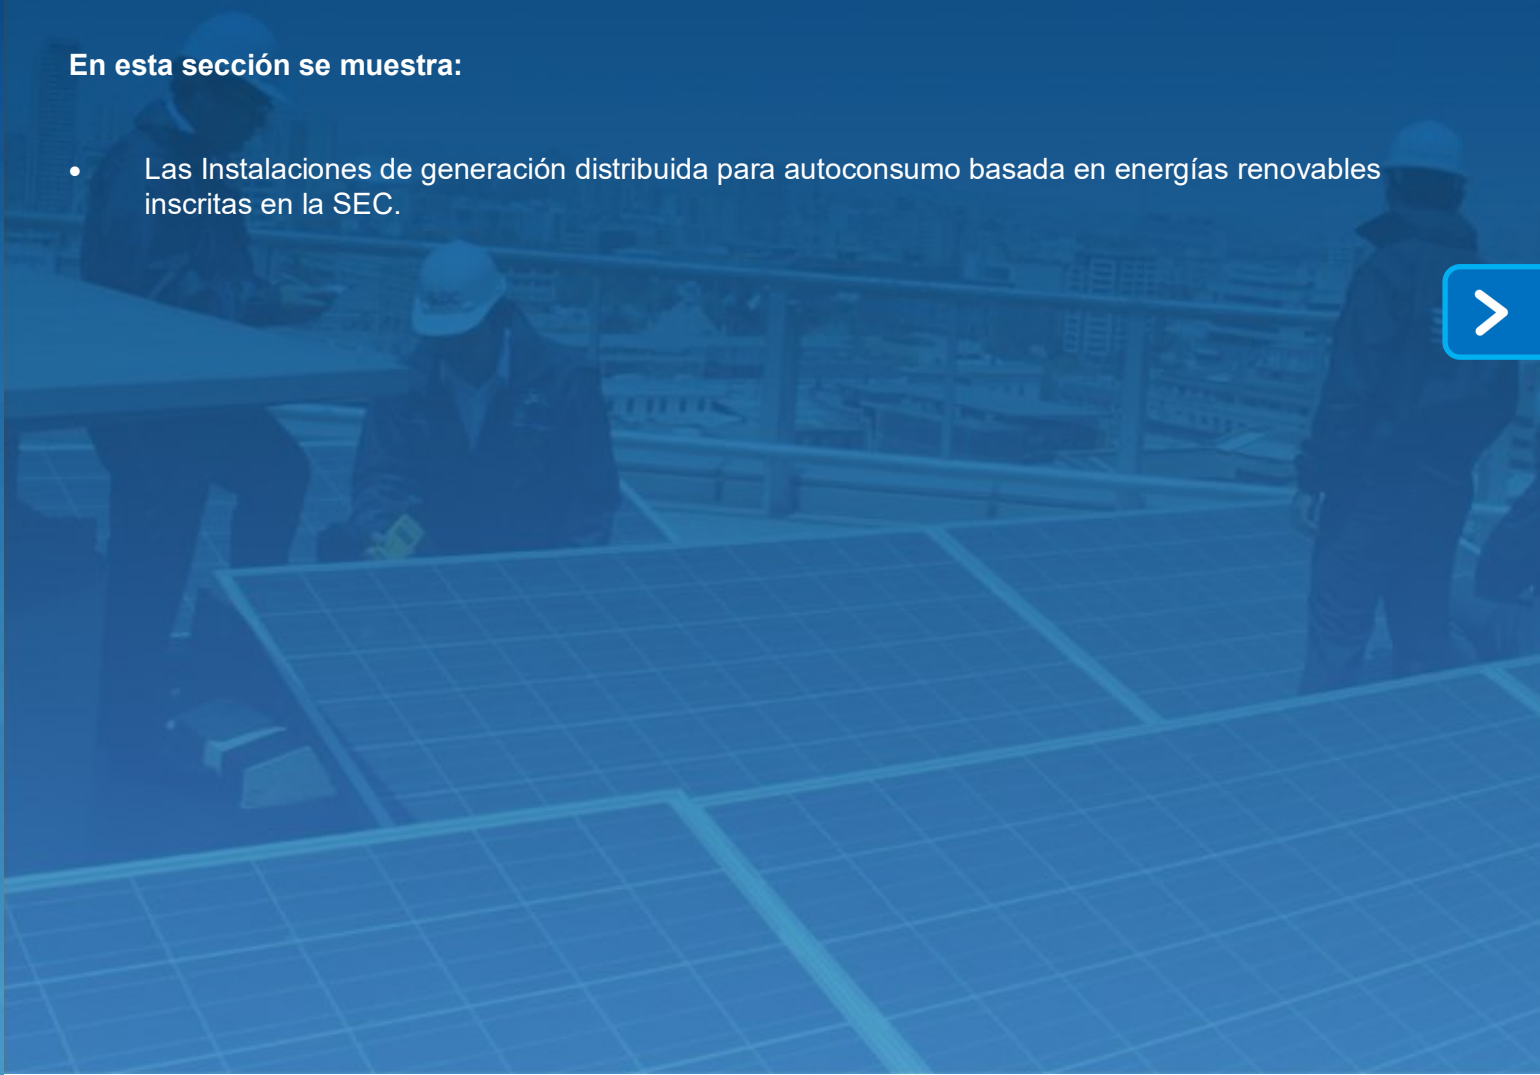 En esta sección se muestra:
• Las Instalaciones de generación distribuida para autoconsumo basada en energías renovables
inscritas en la SEC.